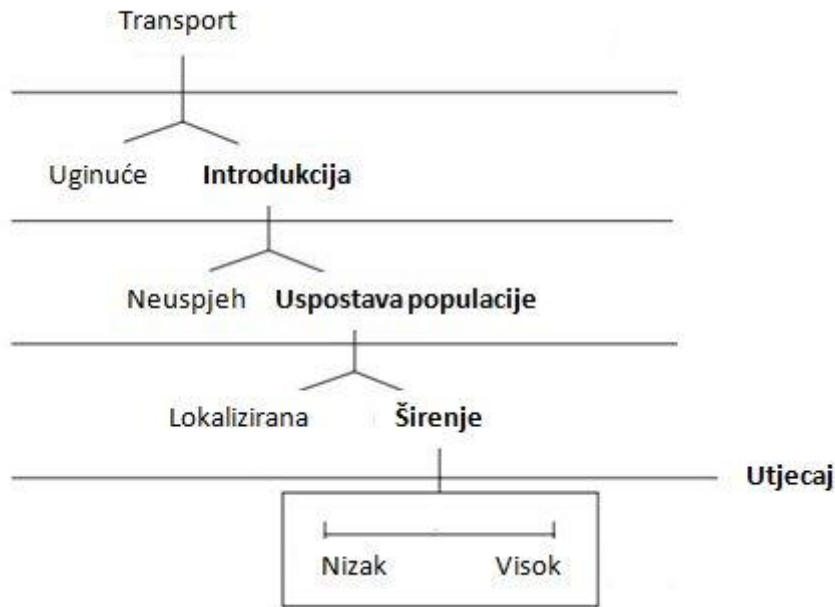 Transport
Uginuće Introdukcija
Neuspjeh Uspostava populacije
Lokalizirana Širenje
Utjecaj
Nizak Visok